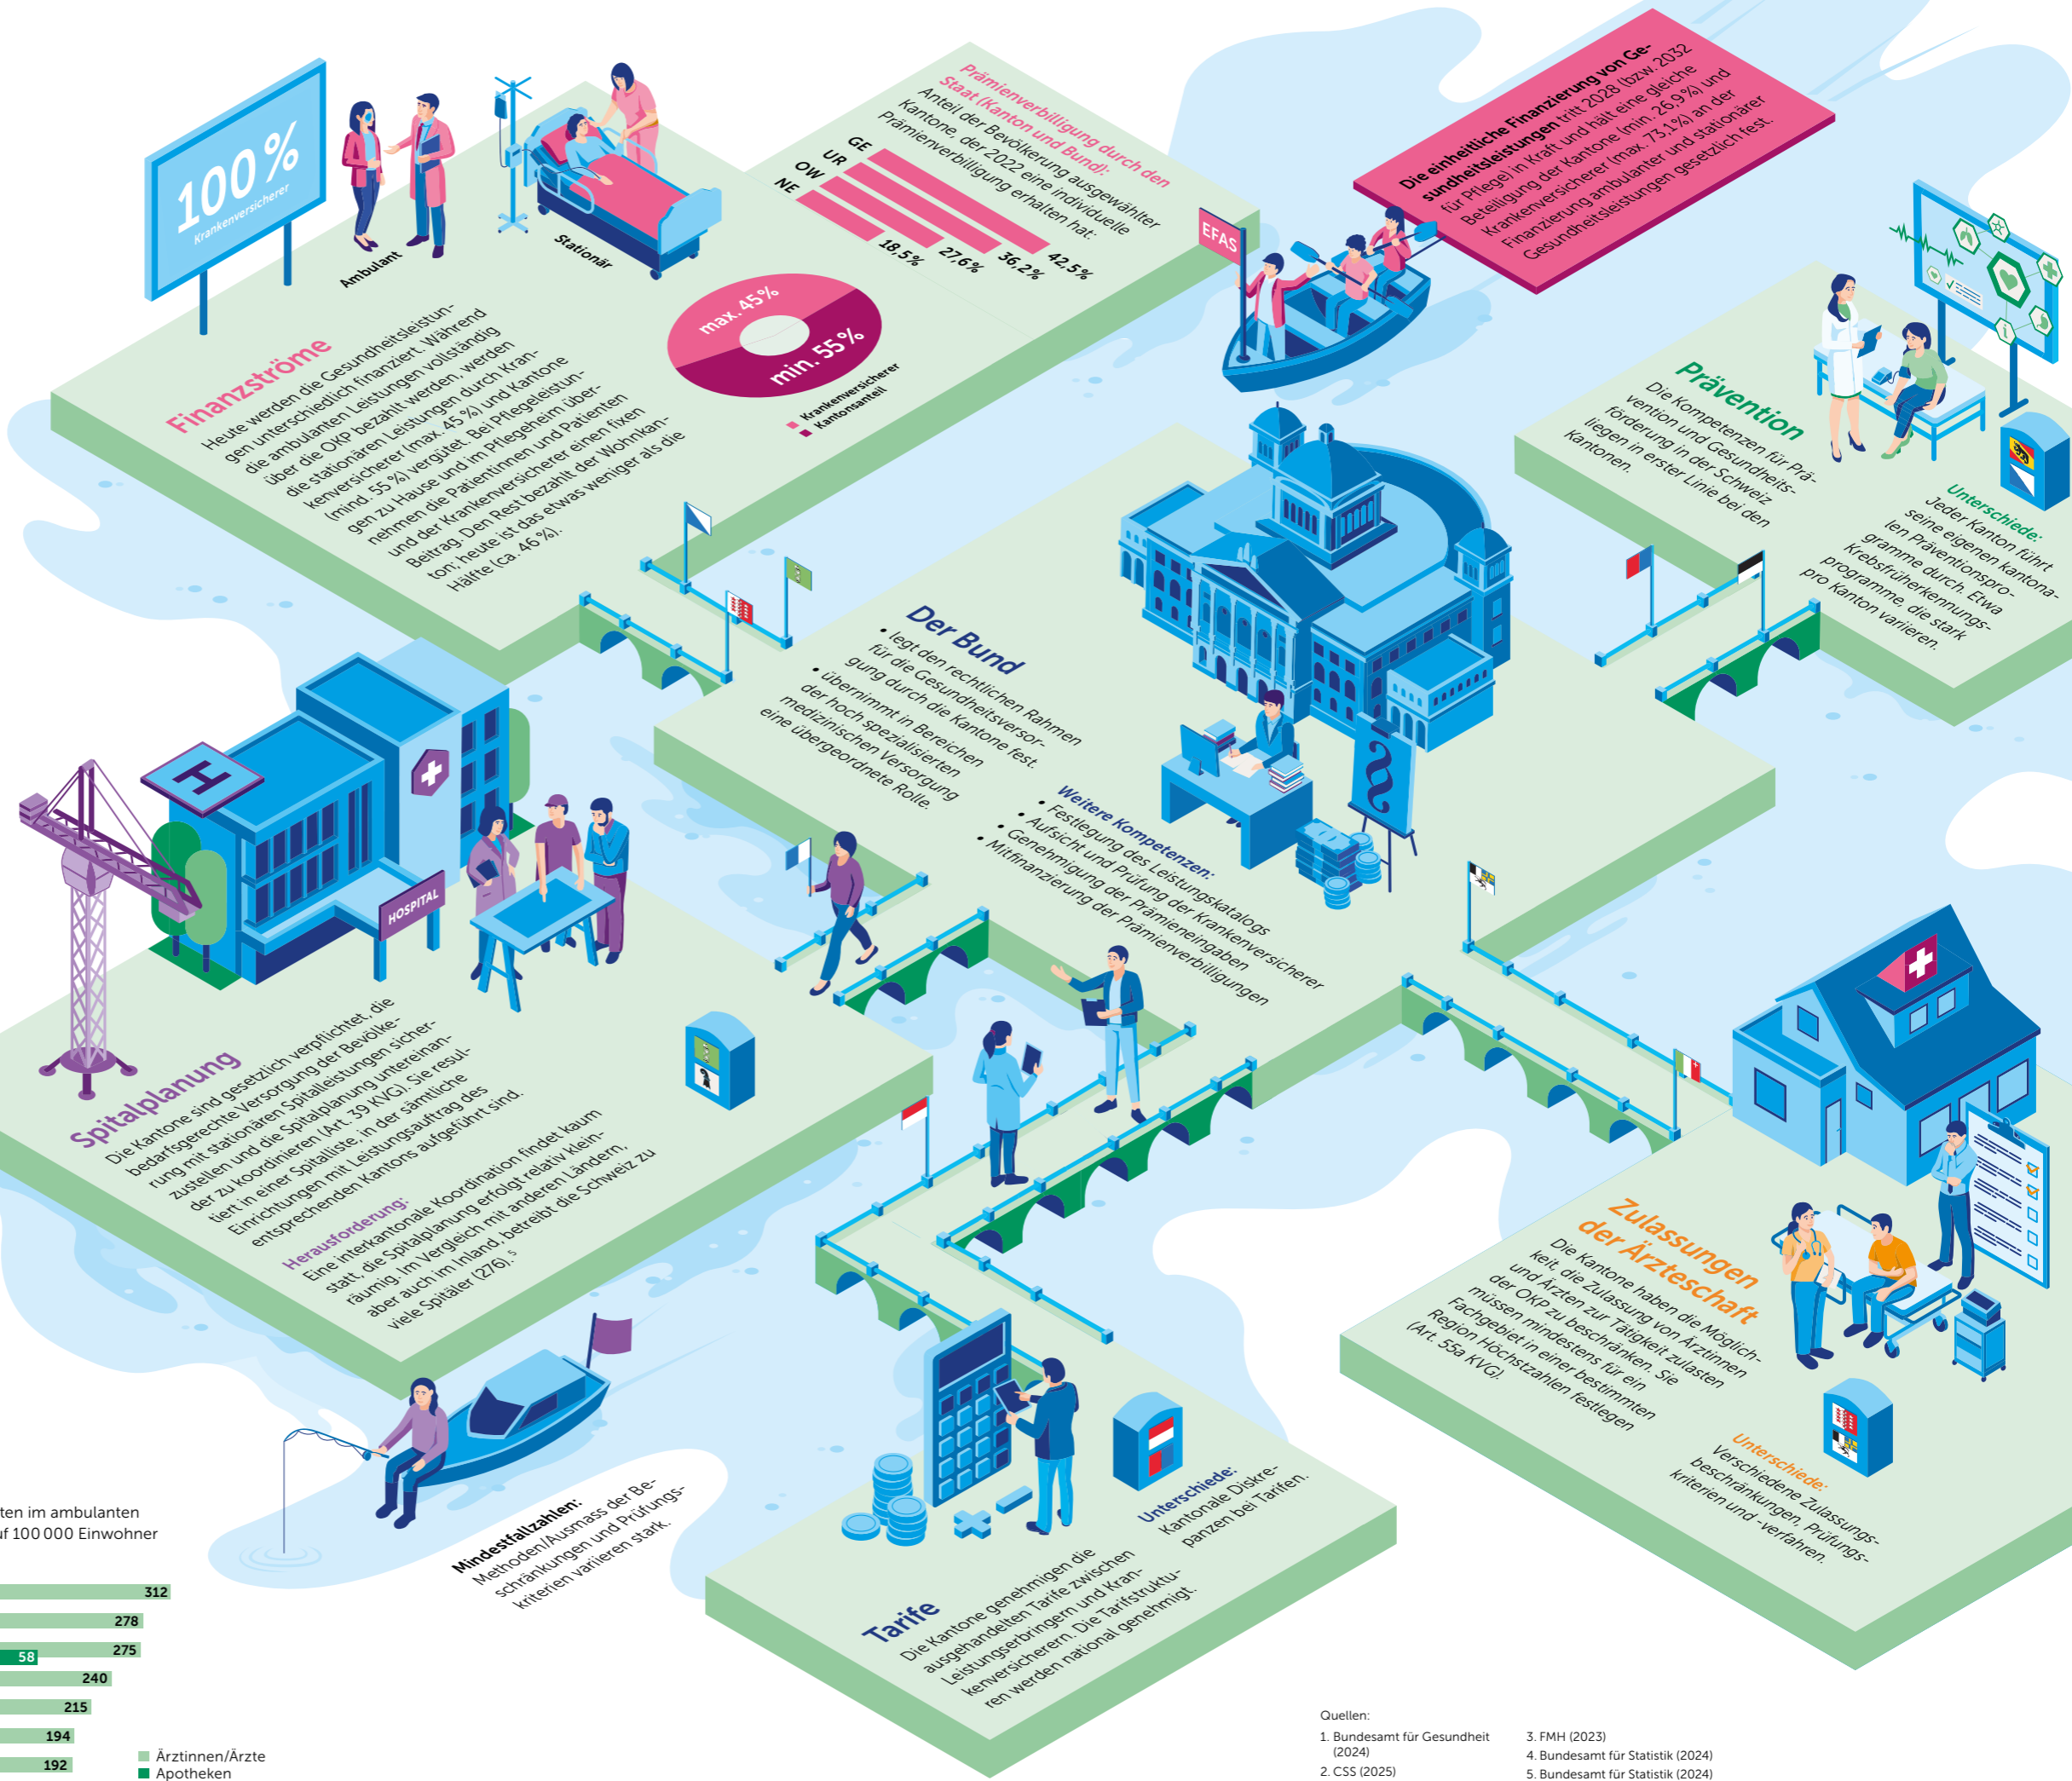 100 %
Krankenversicherer
Ambulant
Stationär
Finanzströme
Heute werden die Gesundheitsleistun-
gen unterschiedlich finanziert. Während
die ambulanten Leistungen vollständig
über die OKP bezahlt werden, werden
die stationären Leistungen durch Kran-
kenversicherer (max. 45 %) und Kantone
(mind. 55 %) vergütet. Bei Pflegeleistun-
gen zu Hause und im Pflegeheim über-
nehmen die Patientinnen und Patienten
und der Krankenversicherer einen fixen
Beitrag. Den Rest bezahlt der Wohnkan-
ton; heute ist das etwas weniger als die
Hälfte (ca. 46 %).
Prämienverbilligung durch den
Staat (Kanton und Bund):
Anteil der Bevölkerung ausgewählter
Kantone, der 2022 eine individuelle
Prämienverbilligung erhalten hat:
GE
UR
OW
NE
42,5%
36,2%
27,6%
18,5%
max. 45%
min. 55%
Krankenversicherer
Kantonsanteil
EFAS
Die einheitliche Finanzierung von Ge-
sundheitsleistungen tritt 2028 (bzw. 2032
für Pflege) in Kraft und hält eine gleiche
Beteiligung der Kantone (min. 26,9%) und
Krankenversicherer (max. 73,1%) an der
Finanzierung ambulanter und stationärer
Gesundheitsleistungen gesetzlich fest.
Prävention
Die Kompetenzen für Prä-
vention und Gesundheits-
förderung in der Schweiz
liegen in erster Linie bei den
Kantonen.
Unterschiede:
Jeder Kanton führt
seine eigenen kantona-
len Präventionspro-
gramme durch. Etwa
Krebsfrüherkennungs-
programme, die stark
pro Kanton variieren.
Der Bund
• legt den rechtlichen Rahmen
für die Gesundheitsversor-
gung durch die Kantone fest.
• übernimmt in Bereichen
der hoch spezialisierten
medizinischen Versorgung
eine übergeordnete Rolle.
Weitere Kompetenzen:
• Festlegung des Leistungskatalogs
• Aufsicht und Prüfung der Krankenversicherer
• Genehmigung der Prämieneingaben
• Mitfinanzierung der Prämienverbilligungen
§
H
HOSPITAL
Spitalplanung
Die Kantone sind gesetzlich verpflichtet, die
bedarfsgerechte Versorgung der Bevölke-
rung mit stationären Spitalleistungen sicher-
zustellen und die Spitalplanung untereinan-
der zu koordinieren (Art. 39 KVG). Sie resul-
tiert in einer Spitalliste, in der sämtliche
Einrichtungen mit Leistungsauftrag des
entsprechenden Kantons aufgeführt sind.
Herausforderung:
Eine interkantonale Koordination findet kaum
statt, die Spitalplanung erfolgt relativ klein-
räumig. Im Vergleich mit anderen Ländern,
aber auch im Inland, betreibt die Schweiz zu
viele Spitäler (276). 5
Mindestfallzahlen:
Methoden/Ausmass der Be-
schränkungen und Prüfungs-
kriterien variieren stark.
Zulassungen
der Ärzteschaft
Die Kantone haben die Möglich-
keit, die Zulassung von Ärztinnen
und Ärzten zur Tätigkeit zulasten
der OKP zu beschränken. Sie
müssen mindestens für ein
Fachgebiet in einer bestimmten
Region Höchstzahlen festlegen
(Art. 55a KVG).
Unterschiede:
Verschiedene Zulassungs-
beschränkungen, Prüfungs-
kriterien und -verfahren.
Tarife
Die Kantone genehmigen die
ausgehandelten Tarife zwischen
Leistungserbringern und Kran-
kenversicherern. Die Tarifstruktu-
ren werden national genehmigt.
Unterschiede:
Kantonale Diskre-
panzen bei Tarifen.
ten im ambulanten
uf 100 000 Einwohner
312
278
275
58
240
215
194
192
Ärztinnen/Ärzte
Apotheken
Quellen:
1. Bundesamt für Gesundheit
(2024)
2. CSS (2025)
3. FMH (2023)
4. Bundesamt für Statistik (2024)
5. Bundesamt für Statistik (2024)